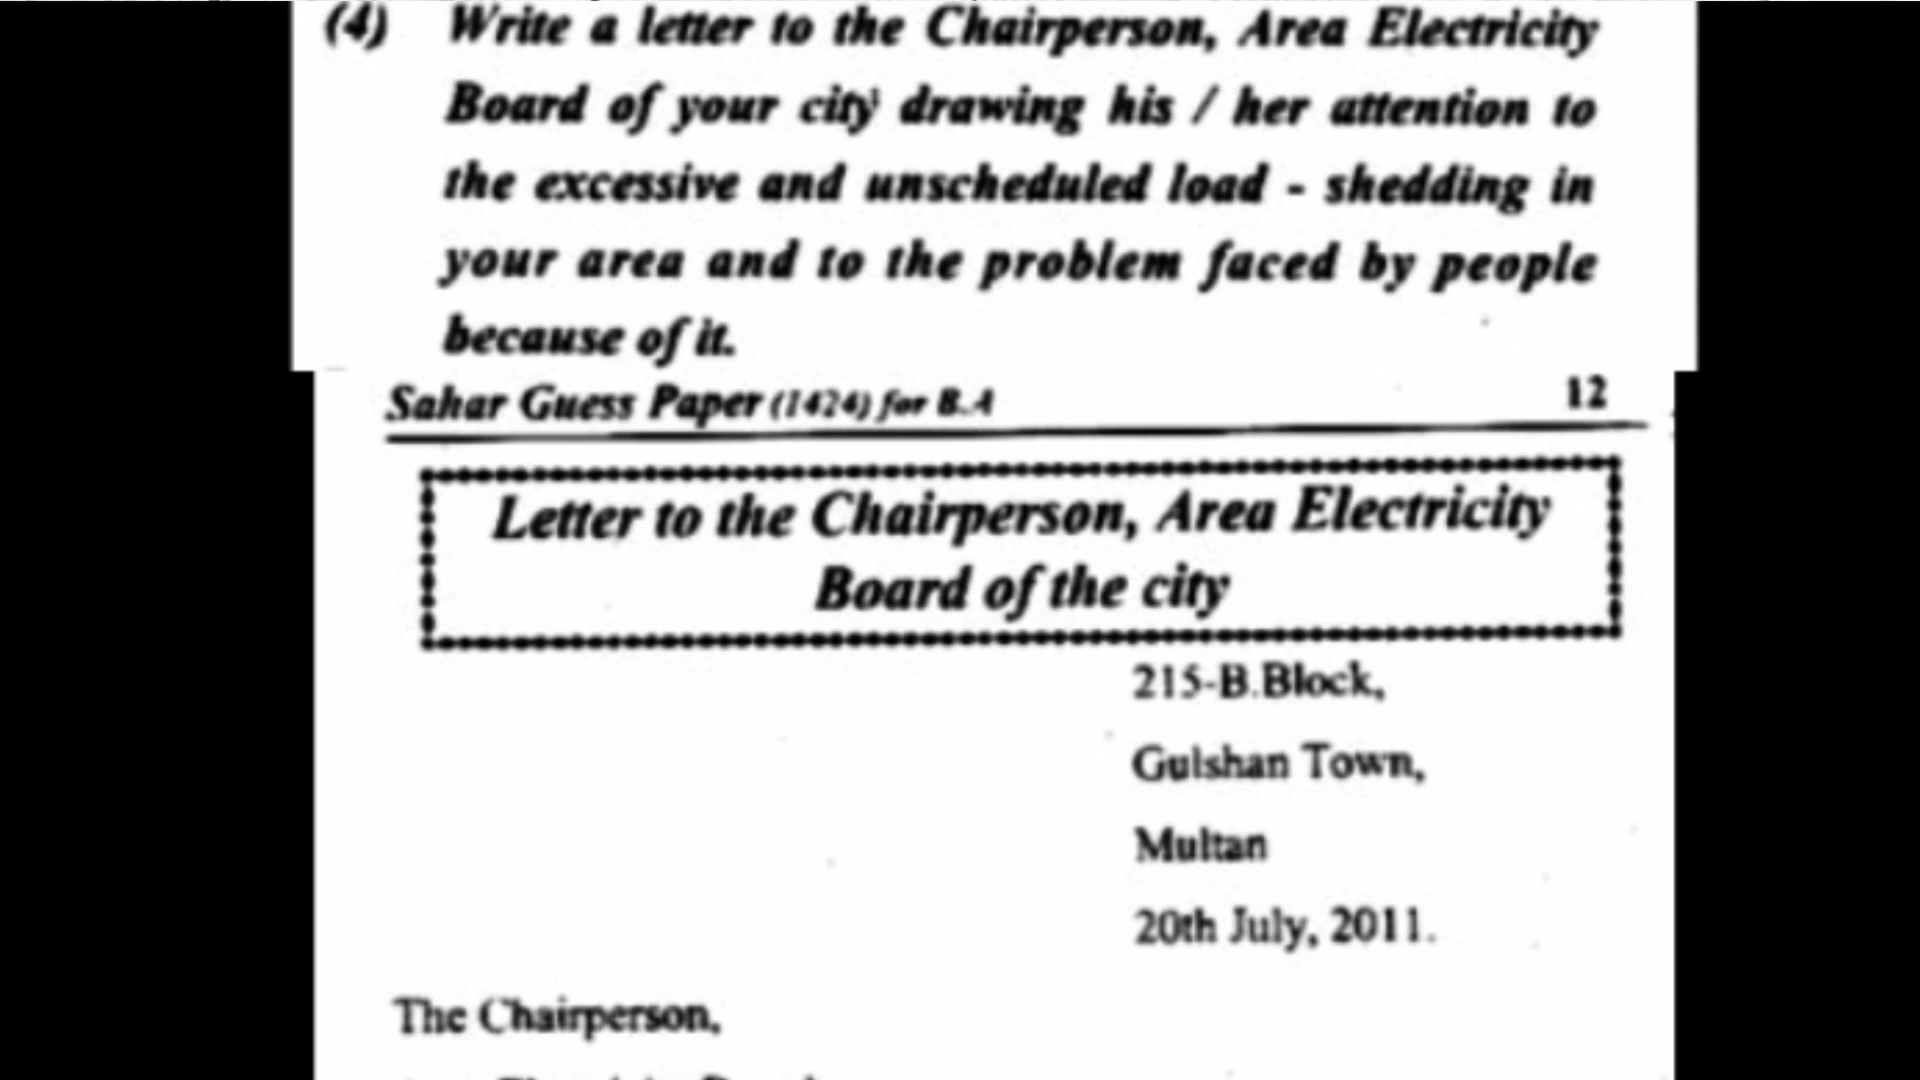 (4) Write a letter to the Chairperson, Area Electricity
Board of your city drawing his / her attention to
the excessive and unscheduled load - shedding in
your area and to the problem faced by people
because of it.
Sahar Guess Paper (1424) for B.A 12
Letter to the Chairperson, Area Electricity
Board of the city
215-B.Block,
Gulshan Town,
Multan
20th July, 2011.
The Chairperson,